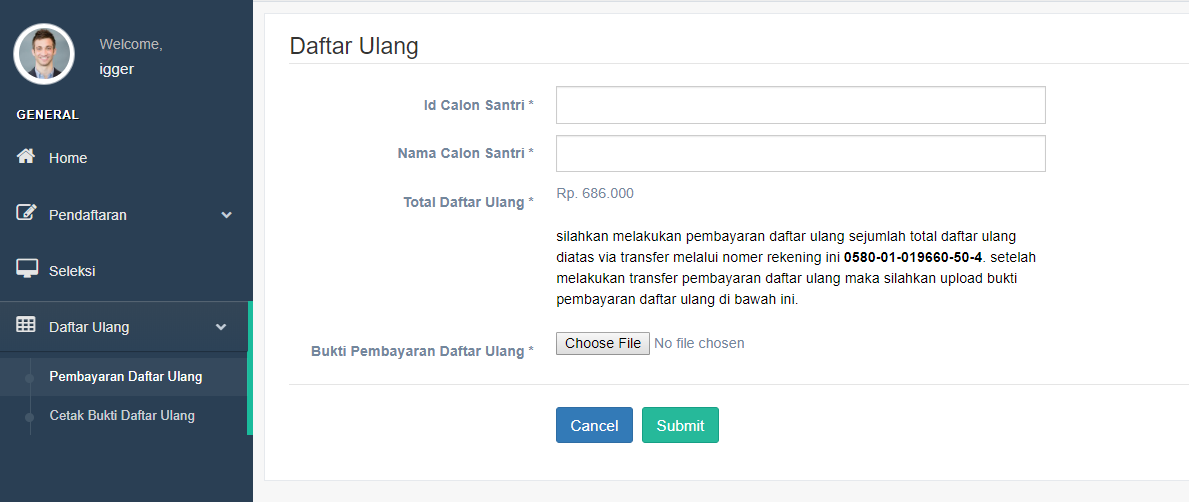 Welcome,
igger
GENERAL
Home
Pendaftaran
Seleksi
Daftar Ulang
Pembayaran Daftar Ulang
Cetak Bukti Daftar Ulang
Daftar Ulang
Id Calon Santri *
Nama Calon Santri *
Total Daftar Ulang * Rp. 686.000
silahkan melakukan pembayaran daftar ulang sejumlah total daftar ulang
diatas via transfer melalui nomer rekening ini 0580-01-019660-50-4. setelah
melakukan transfer pembayaran daftar ulang maka silahkan upload bukti
pembayaran daftar ulang di bawah ini.
Bukti Pembayaran Daftar Ulang * Choose File No file chosen
Cancel Submit